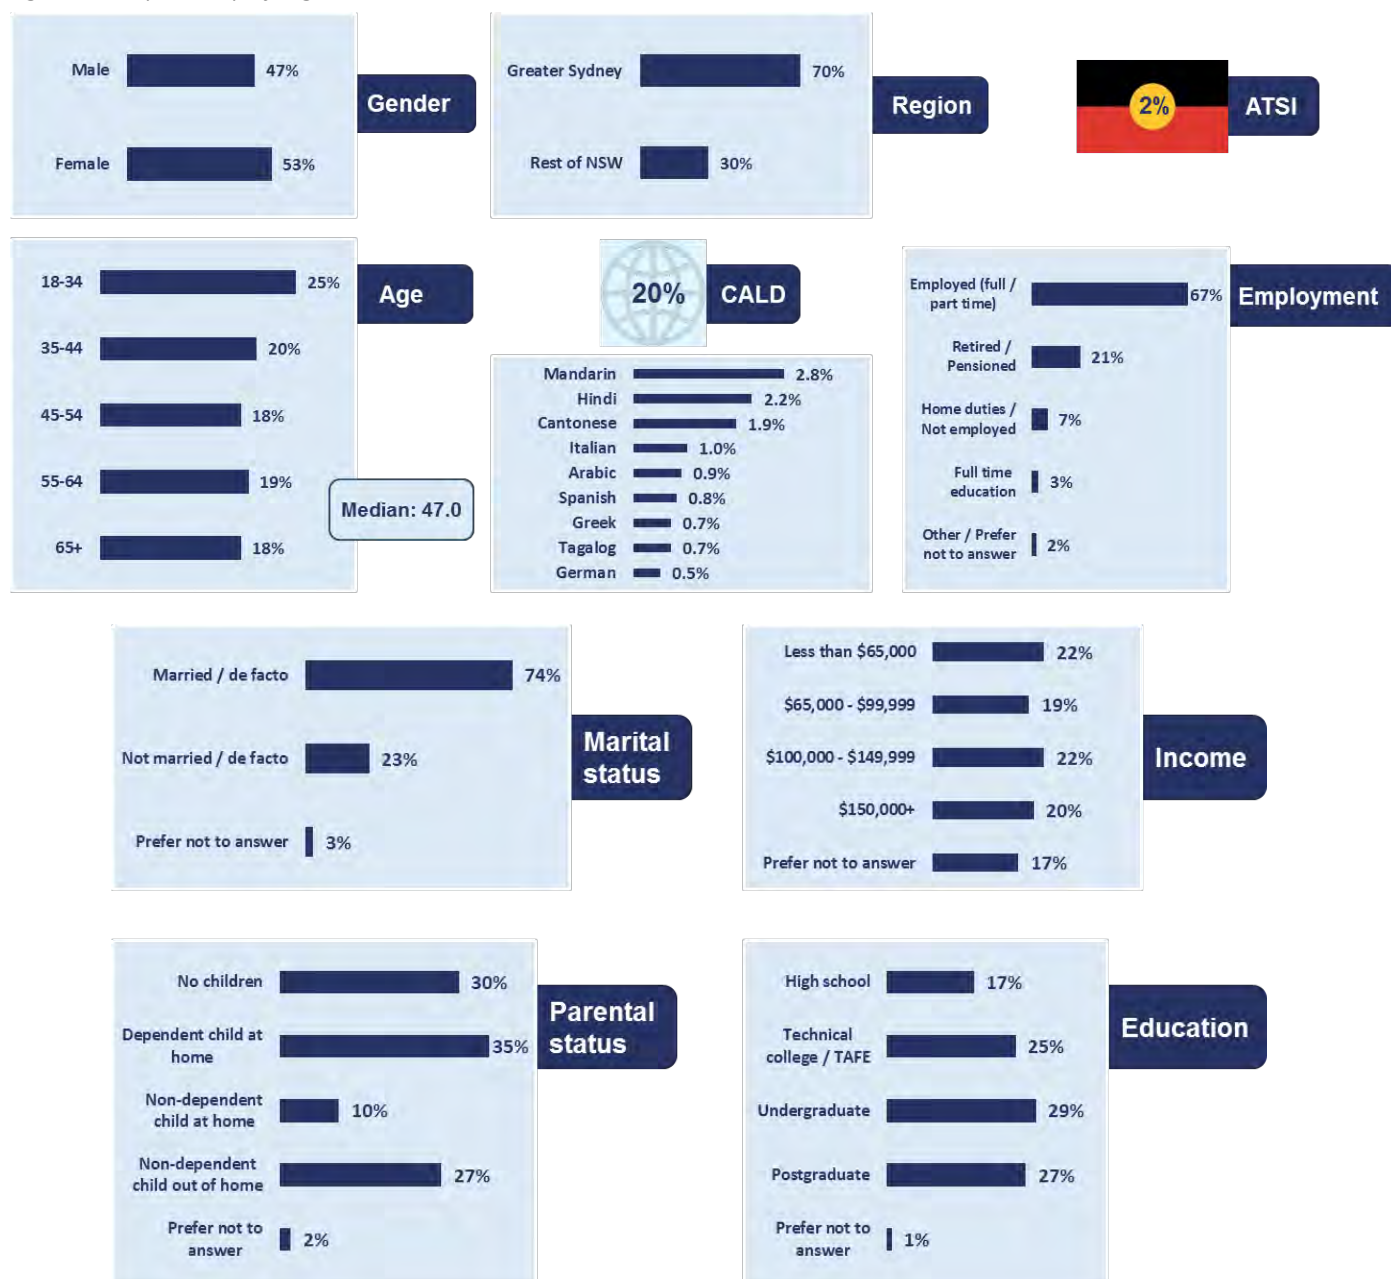 Male 47%
Female 53%
Gender
Greater Sydney 70%
Rest of NSW 30%
Region
2%
ATSI
18-34 25%
35-44 20%
45-54 18%
55-64 19%
65+ 18%
Age
Median: 47.0
20%
CALD
Mandarin 2.8%
Hindi 2.2%
Cantonese 1.9%
Italian 1.0%
Arabic 0.9%
Spanish 0.8%
Greek 0.7%
Tagalog 0.7%
German 0.5%
Employed (full /
part time) 67%
Retired /
Pensioned 21%
Home duties /
Not employed 7%
Full time
education 3%
Other / Prefer
not to answer 2%
Employment
Married / de facto 74%
Not married / de facto 23%
Prefer not to answer 3%
Marital
status
Less than $65,000 22%
$65,000 - $99,999 19%
$100,000 - $149,999 22%
$150,000+ 20%
Prefer not to answer 17%
Income
No children 30%
Dependent child at
home 35%
Non-dependent
child at home 10%
Non-dependent
child out of home 27%
Prefer not to
answer 2%
Parental
status
High school 17%
Technical
college / TAFE 25%
Undergraduate 29%
Postgraduate 27%
Prefer not to
answer 1%
Education